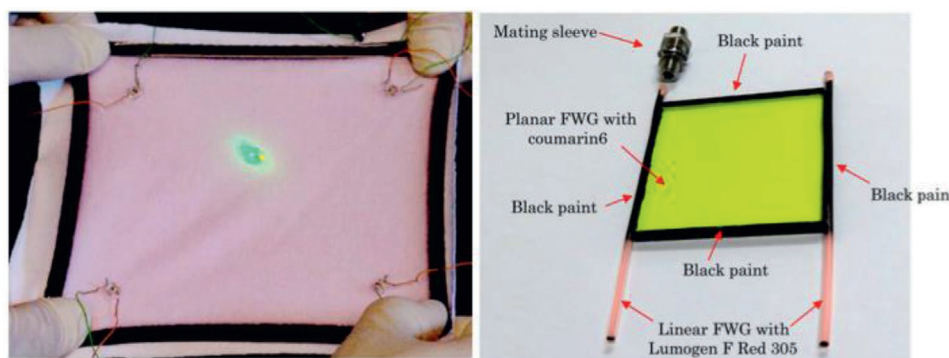 Mating sleeve
Black paint
Planar FWG with
coumarin6
Black paint
Black pain
Black paint
Linear FWG with
Lumogen F Red 305